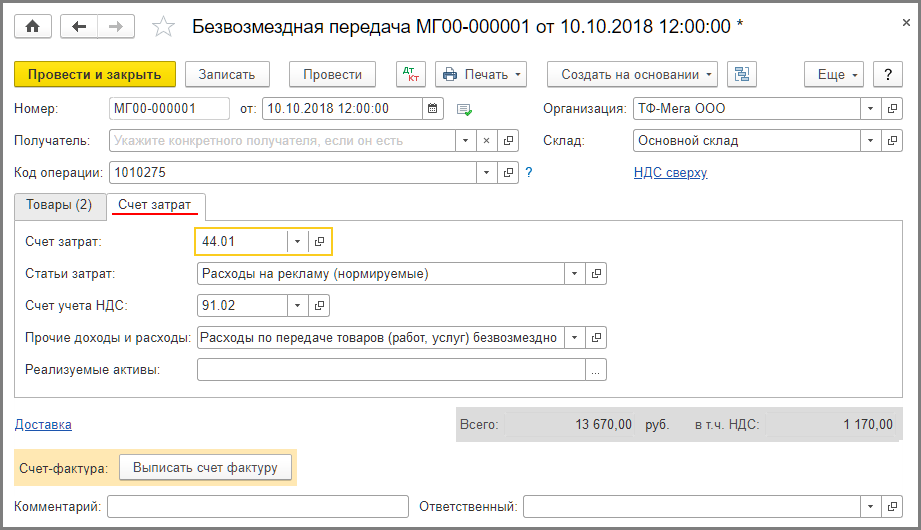 Безвозмездная передача МГ00-000001 от 10.10.2018 12:00:00 *
Провести и закрыть Записать Провести Дт Кт Печать Создать на основании Еще ?
Номер: МГ00-000001 от: 10.10.2018 12:00:00 Организация: ТФ-Мега ООО
Получатель: Укажите конкретного получателя, если он есть Склад: Основной склад
Код операции: 1010275 ? НДС сверху
Товары (2) Счет затрат
Счет затрат: 44.01
Статьи затрат: Расходы на рекламу (нормируемые)
Счет учета НДС: 91.02
Прочие доходы и расходы: Расходы по передаче товаров (работ, услуг) безвозмездно
Реализуемые активы: ...
Доставка Всего: 13 670,00 руб. в т.ч. НДС: 1 170,00
Счет-фактура: Выписать счет фактуру
Комментарий: Ответственный: